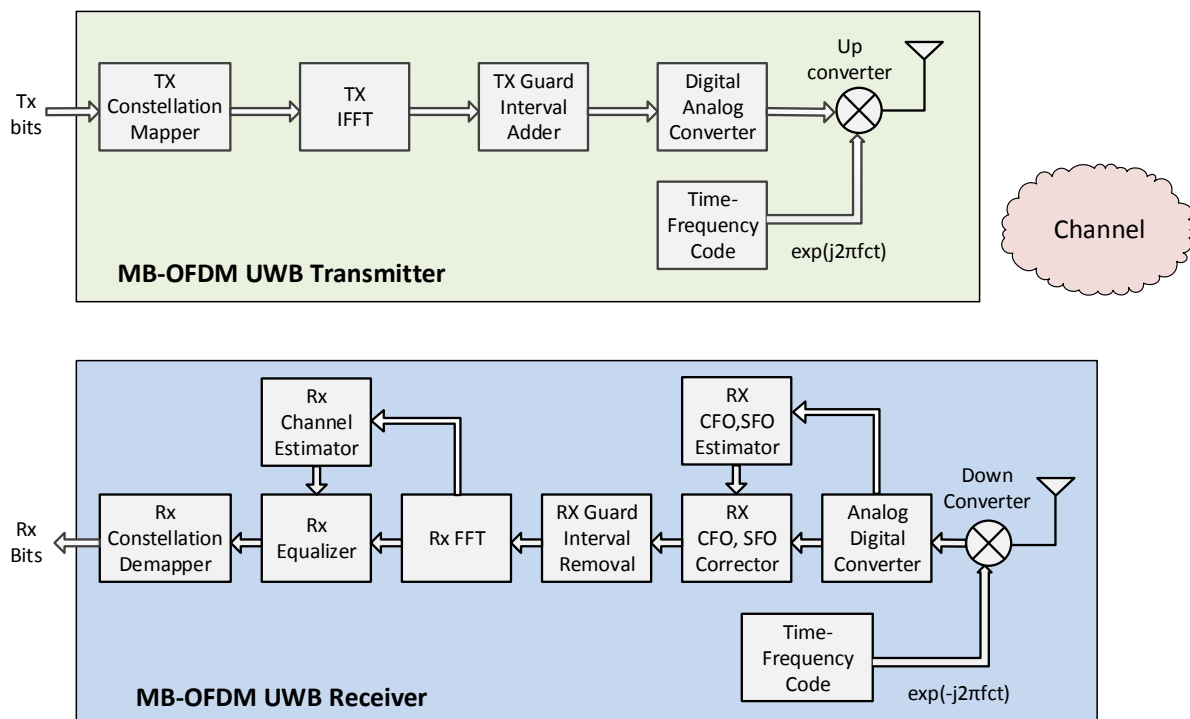 Tx
bits
TX
Constellation
Mapper
TX
IFFT
TX Guard
Interval
Adder
Digital
Analog
Converter
Up
converter
Time-
Frequency
Code
exp(j2πfct)
MB-OFDM UWB Transmitter
Channel
Rx
Channel
Estimator
RX
CFO,SFO
Estimator
Down
Converter
Rx
Bits
Rx
Constellation
Demapper
Rx
Equalizer
Rx FFT
RX Guard
Interval
Removal
RX
CFO, SFO
Corrector
Analog
Digital
Converter
Time-
Frequency
Code
exp(-j2πfct)
MB-OFDM UWB Receiver